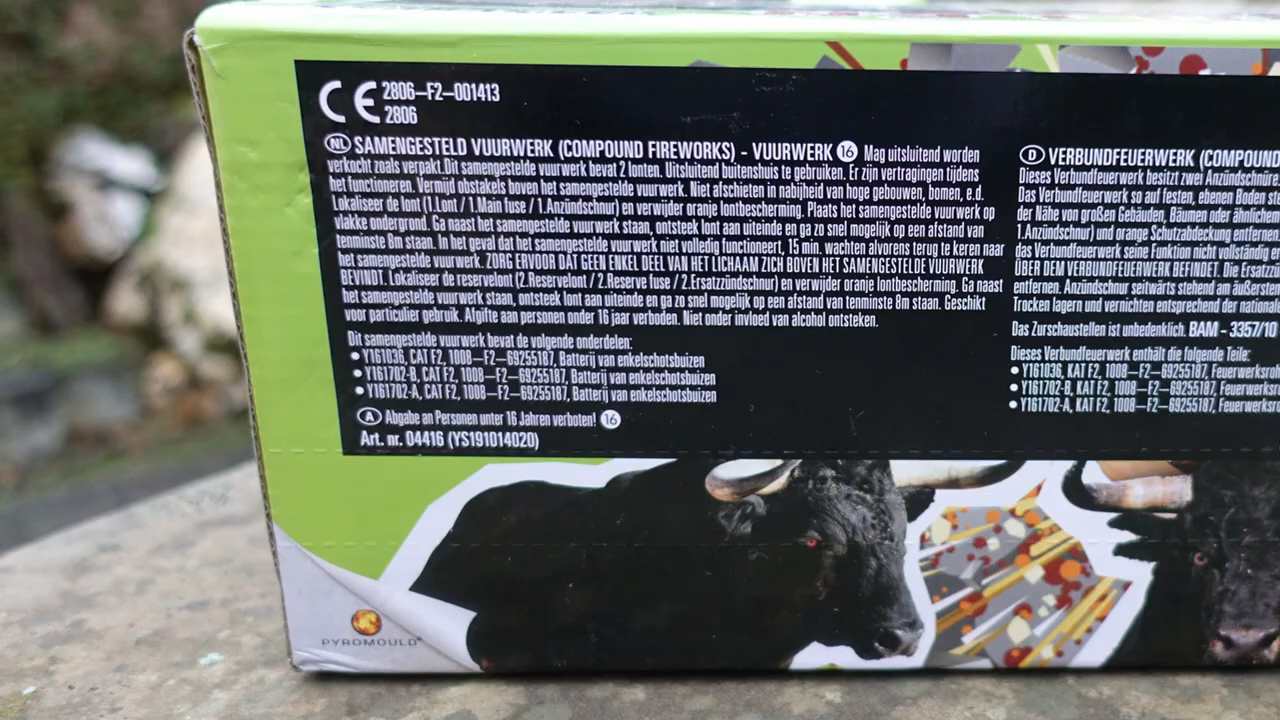 CE 2806-F2-001413
2806
NL SAMENGESTELD VUURWERK (COMPOUND FIREWORKS) - VUURWERK 16 Mag uitsluitend worden
verkocht zoals verpakt.Dit samengestelde vuurwerk bevat 2 lonten. Uitsluitend buitenshuis te gebruiken. Er zijn vertragingen tijdens
het functioneren. Vermijd obstakels boven het samengestelde vuurwerk. Niet afschieten in nabijheid van hoge gebouwen, bomen, e.d.
Lokaliseer de lont (1.Lont / 1.Main fuse / 1.Anzündschnur) en verwijder oranje lontbescherming. Plaats het samengestelde vuurwerk op
vlakke ondergrond. Ga naast het samengestelde vuurwerk staan, ontsteek lont aan uiteinde en ga zo snel mogelijk op een afstand van
tenminste 8m staan. In het geval dat het samengestelde vuurwerk niet volledig functioneert, 15 min. wachten alvorens terug te keren naar
het samengestelde vuurwerk. ZORG ERVOOR DAT GEEN ENKEL DEEL VAN HET LICHAAM ZICH BOVEN HET SAMENGESTELDE VUURWERK
BEVINDT. Lokaliseer de reservelont (2.Reservelont / 2.Reserve fuse / 2.Ersatzzündschnur) en verwijder oranje lontbescherming. Ga naast
het samengestelde vuurwerk staan, ontsteek lont aan uiteinde en ga zo snel mogelijk op een afstand van tenminste 8m staan. Geschikt
voor particulier gebruik. Afgifte aan personen onder 16 jaar verboden. Niet onder invloed van alcohol ontsteken.
Dit samengestelde vuurwerk bevat de volgende onderdelen:
• Y161036, CAT F2, 1008-F2-69255187, Batterij van enkelschotsbuizen
• Y161702-B, CAT F2, 1008-F2-69255187, Batterij van enkelschotsbuizen
• Y161702-A, CAT F2, 1008-F2-69255187, Batterij van enkelschotsbuizen
A Abgabe an Personen unter 16 Jahren verboten! 16
Art. nr. 04416 (YS191014020)
D VERBUNDFEUERWERK (COMPOUND
Dieses Verbundfeuerwerk besitzt zwei Anzündschnüre.
Das Verbundfeuerwerk so auf festen, ebenen Boden
der Nähe von großen Gebäuden, Bäumen oder ähnlichen
1.Anzündschnur) und orange Schutzabdeckung entfernen.
das Verbundfeuerwerk seine Funktion nicht vollständig
ÜBER DEM VERBUNDFEUERWERK BEFINDET. Die
entfernen. Anzündschnur seitwärts stehend am
Trocken lagern und vernichten entsprechend der
Das Zurschaustellen ist unbedenklich. BAM - 3357/10
Dieses Verbundfeuerwerk enthält die folgende Teile:
• Y161036, KAT F2, 1008-F2-69255187,
• Y161702-B, KAT F2, 1008-F2-69255187,
• Y161702-A, KAT F2, 1008-F2-69255187,
PYROMOULD